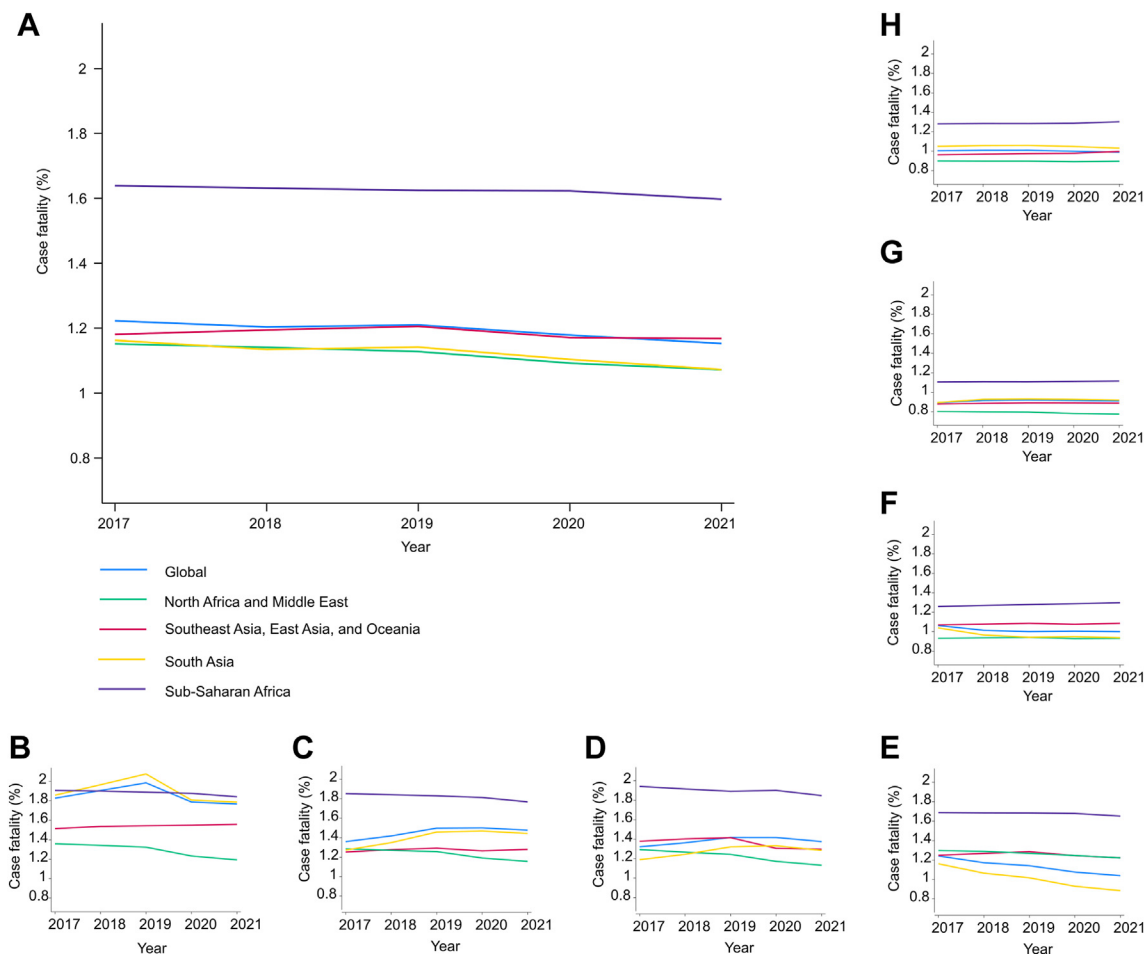 A
Case fatality (%)
2
1.8
1.6
1.4
1.2
1
0.8
2017 2018 2019 2020 2021
Year
Global
North Africa and Middle East
Southeast Asia, East Asia, and Oceania
South Asia
Sub-Saharan Africa
H
Case fatality (%)
2
1.8
1.6
1.4
1.2
1
0.8
2017 2018 2019 2020 2021
Year
G
Case fatality (%)
2
1.8
1.6
1.4
1.2
1
0.8
2017 2018 2019 2020 2021
Year
F
Case fatality (%)
2
1.8
1.6
1.4
1.2
1
0.8
2017 2018 2019 2020 2021
Year
B
Case fatality (%)
2
1.8
1.6
1.4
1.2
1
0.8
2017 2018 2019 2020 2021
Year
C
Case fatality (%)
2
1.8
1.6
1.4
1.2
1
0.8
2017 2018 2019 2020 2021
Year
D
Case fatality (%)
2
1.8
1.6
1.4
1.2
1
0.8
2017 2018 2019 2020 2021
Year
E
Case fatality (%)
2
1.8
1.6
1.4
1.2
1
0.8
2017 2018 2019 2020 2021
Year